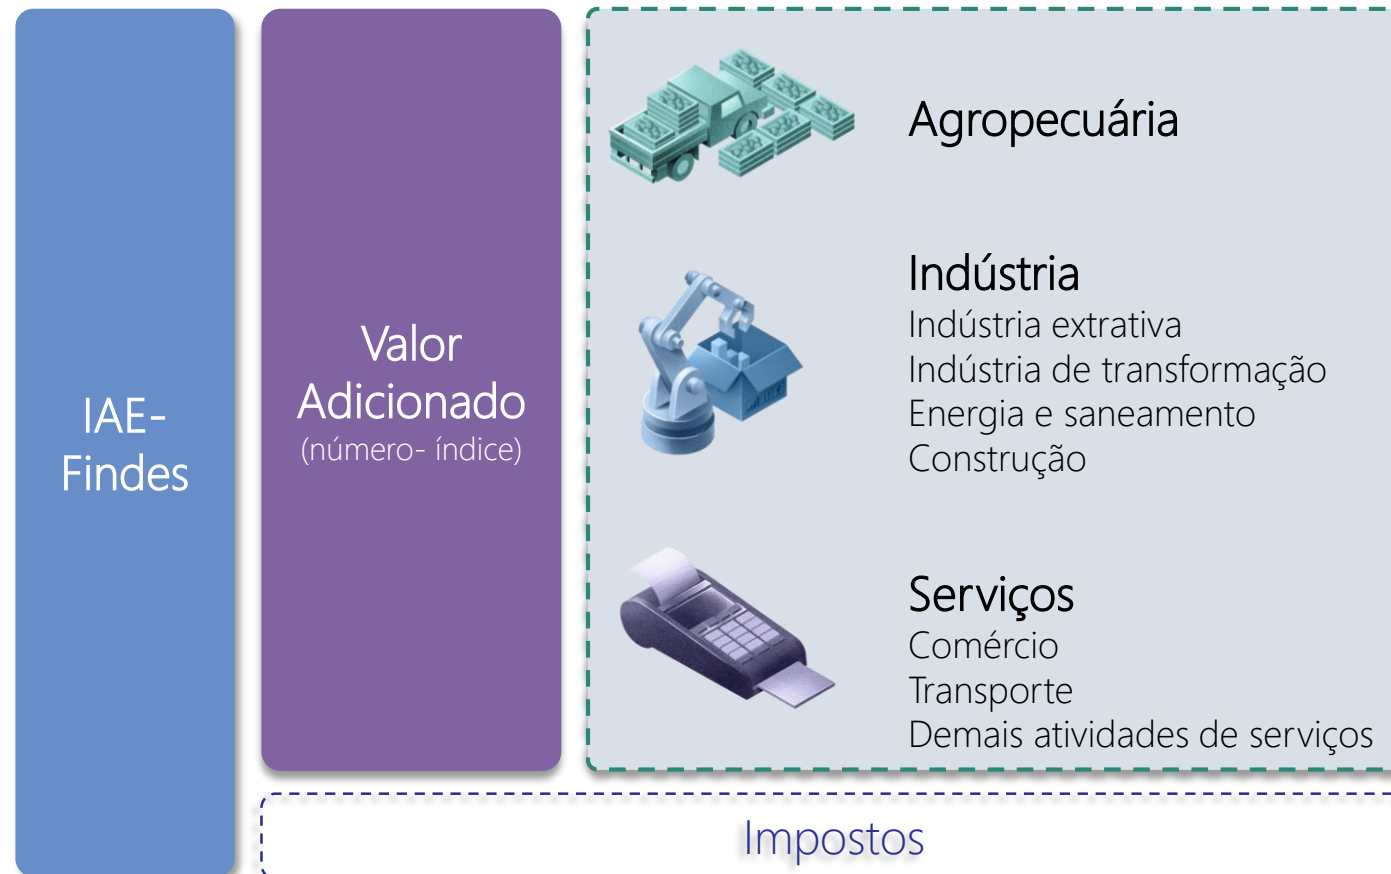 IAE-
Findes
Valor
Adicionado
(número- índice)
Agropecuária
Indústria
Indústria extrativa
Indústria de transformação
Energia e saneamento
Construção
Serviços
Comércio
Transporte
Demais atividades de serviços
Impostos